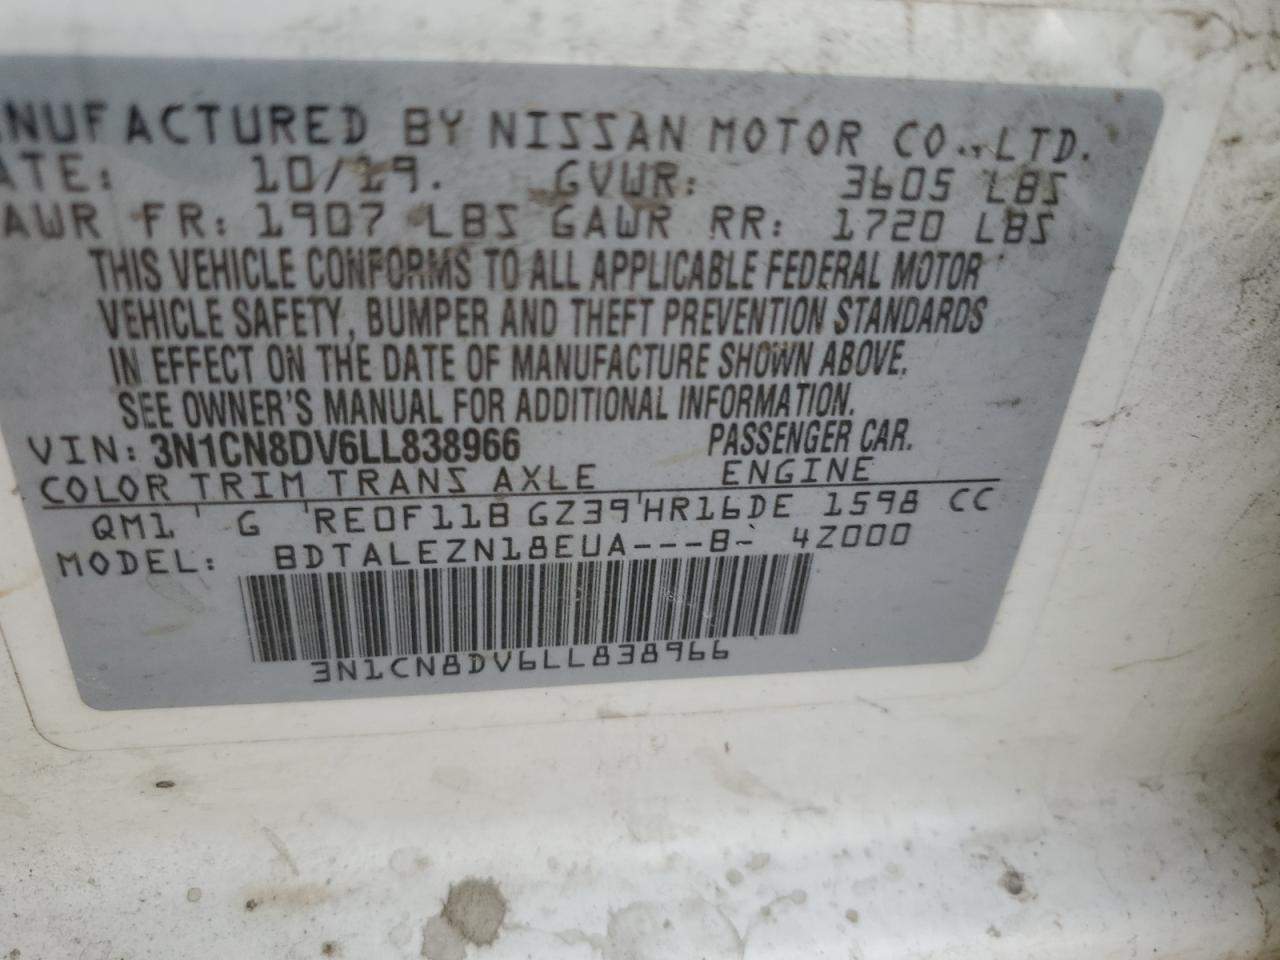 NUFACTURED BY NISSAN MOTOR CO., LTD.
ATE: 10/19. GVWR: 3605 LBS
AWR FR: 1907 LBS GAWR RR: 1720 LBS
THIS VEHICLE CONFORMS TO ALL APPLICABLE FEDERAL MOTOR
VEHICLE SAFETY, BUMPER AND THEFT PREVENTION STANDARDS
IN EFFECT ON THE DATE OF MANUFACTURE SHOWN ABOVE.
SEE OWNER'S MANUAL FOR ADDITIONAL INFORMATION.
VIN: 3N1CN8DV6LL838966 PASSENGER CAR.
COLOR TRIM TRANS AXLE ENGINE
QM1 ' G ' RE0F11B GZ39 ' HR16DE 1598 CC
MODEL: BDTALEZN18EUA---B- 4Z000
3N1CN8DV6LL838966